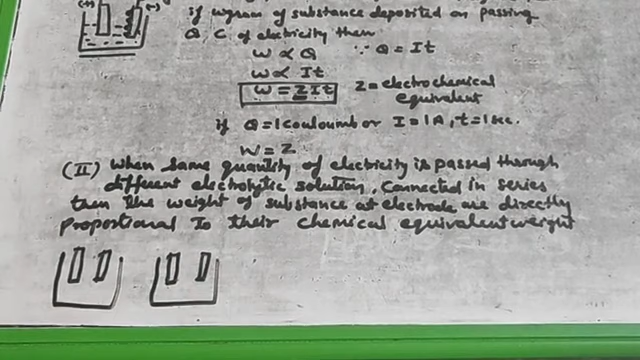 (+) (-)
if wgram of substance deposited on passing
Q C of electricity then
W ∝ Q ∵ Q = It
W ∝ It
W = ZIt Z = electrochemical
equivalent
if Q = 1 Couloumb or I = 1A, t = 1 sec.
W = Z
(II) When same quantity of electricity is passed through
different electrolytic solution, connected in series
then the weight of substance at electrode are directly
proportional to their chemical equivalent weight